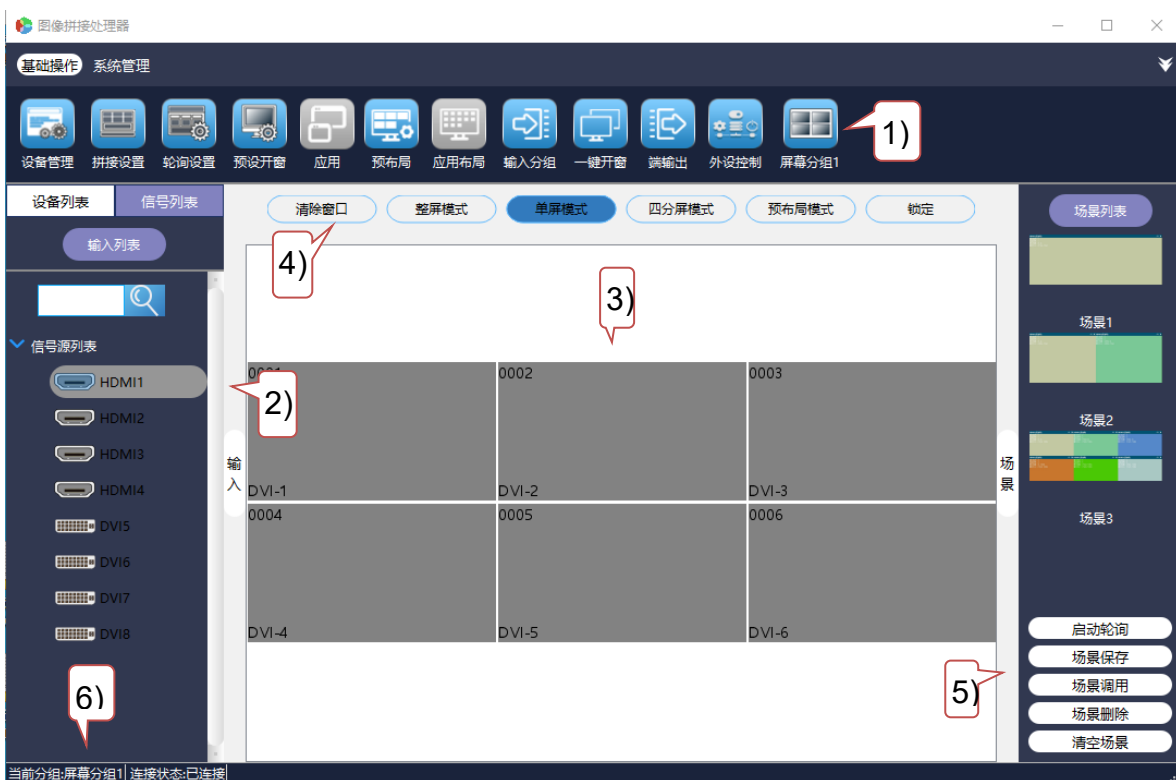 图像拼接处理器
基础操作 系统管理
设备管理 拼接设置 轮询设置 预设开窗 应用 预布局 应用布局 输入分组 一键开窗 端输出 外设控制 屏幕分组1
1)
设备列表 信号列表
清除窗口 整屏模式 单屏模式 四分屏模式 预布局模式 锁定
场景列表
输入列表
4)
3)
场景1
信号源列表
HDMI1
2)
0002 0003
HDMI2
场景2
HDMI3
输入
场景
HDMI4
DVI-1 DVI-2 DVI-3
0004 0005 0006
场景3
DVI5
DVI6
DVI7
DVI8
DVI-4 DVI-5 DVI-6
启动轮询
场景保存
5)
场景调用
6)
场景删除
清空场景
当前分组:屏幕分组1 连接状态:已连接